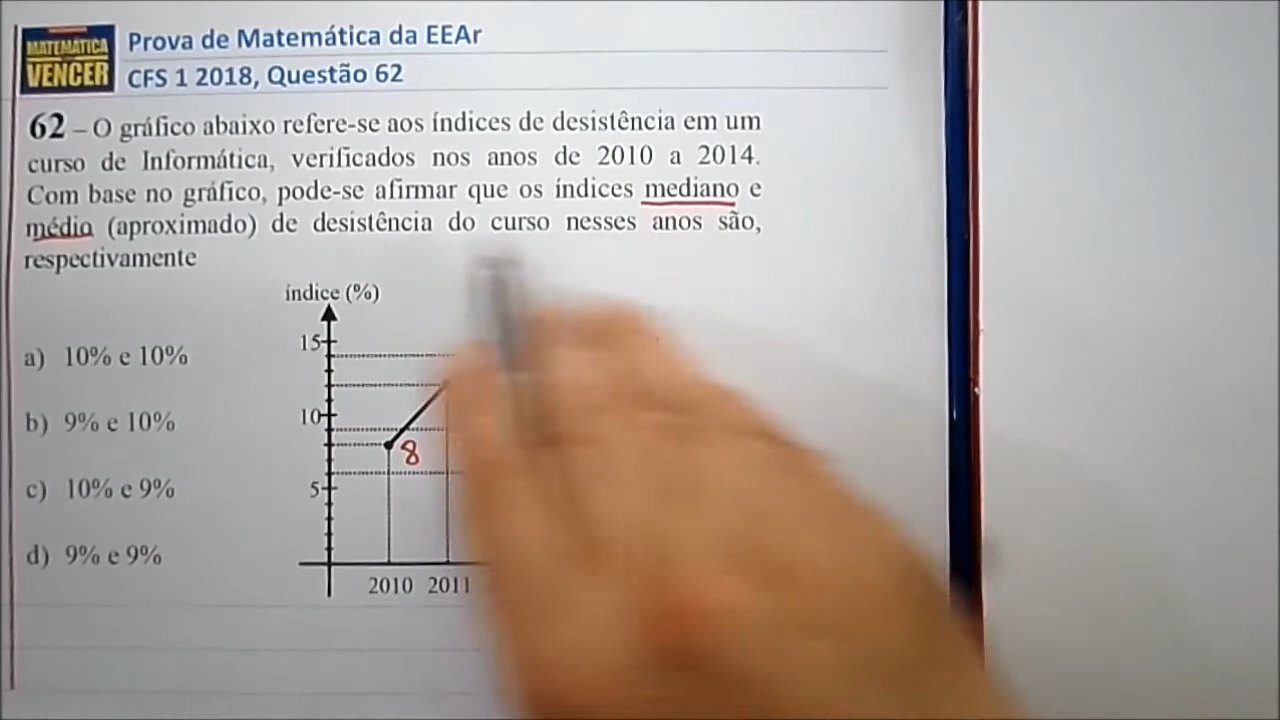 MATEMÁTICA
VENCER
Prova de Matemática da EEAr
CFS 1 2018, Questão 62
62 – O gráfico abaixo refere-se aos índices de desistência em um
curso de Informática, verificados nos anos de 2010 a 2014.
Com base no gráfico, pode-se afirmar que os índices mediano e
médio (aproximado) de desistência do curso nesses anos são,
respectivamente
índice (%)
a) 10% e 10%
b) 9% e 10%
c) 10% e 9%
d) 9% e 9%
15
10
8
5
2010 2011